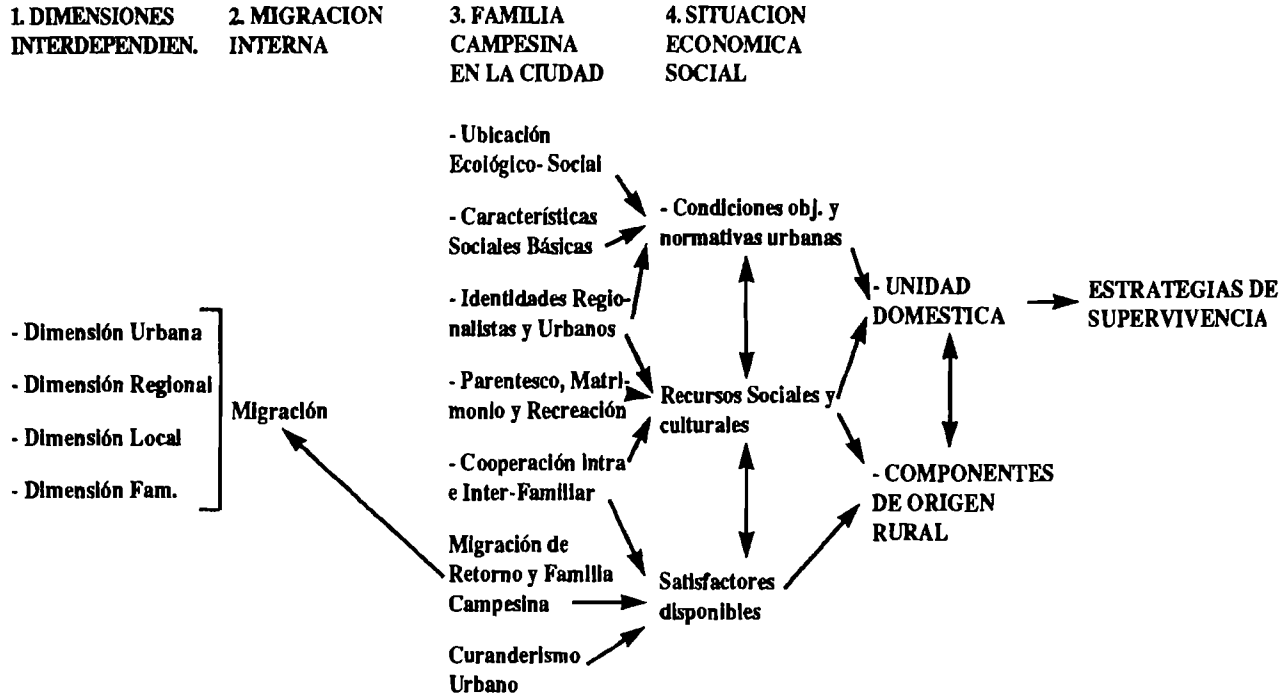 1. DIMENSIONES
INTERDEPENDIEN.
2. MIGRACION
INTERNA
3. FAMILIA
CAMPESINA
EN LA CIUDAD
4. SITUACION
ECONOMICA
SOCIAL
- Dimensión Urbana
- Dimensión Regional
- Dimensión Local
- Dimensión Fam.
Migración
- Ubicación
Ecológico- Social
- Características
Sociales Básicas
- Identidades Regio-
nalistas y Urbanos
- Parentesco, Matri-
monio y Recreación
- Cooperación intra
e Inter-Familiar
Migración de
Retorno y Familia
Campesina
Curanderismo
Urbano
- Condiciones obj. y
normativas urbanas
Recursos Sociales y
culturales
Satisfactores
disponibles
- UNIDAD
DOMESTICA
- COMPONENTES
DE ORIGEN
RURAL
ESTRATEGIAS DE
SUPERVIVENCIA